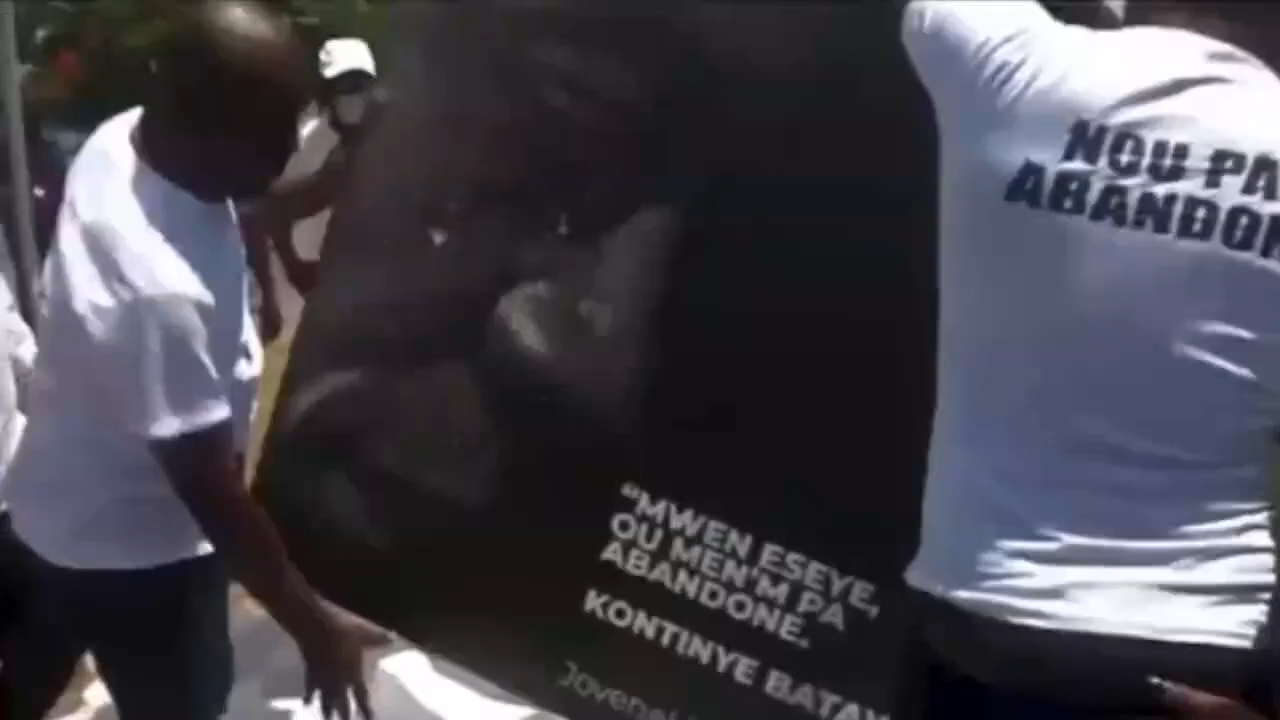 NOU PA
ABANDON
"MWEN ESEYE,
OU MEN'M PA
ABANDONE.
KONTINYE BATAY